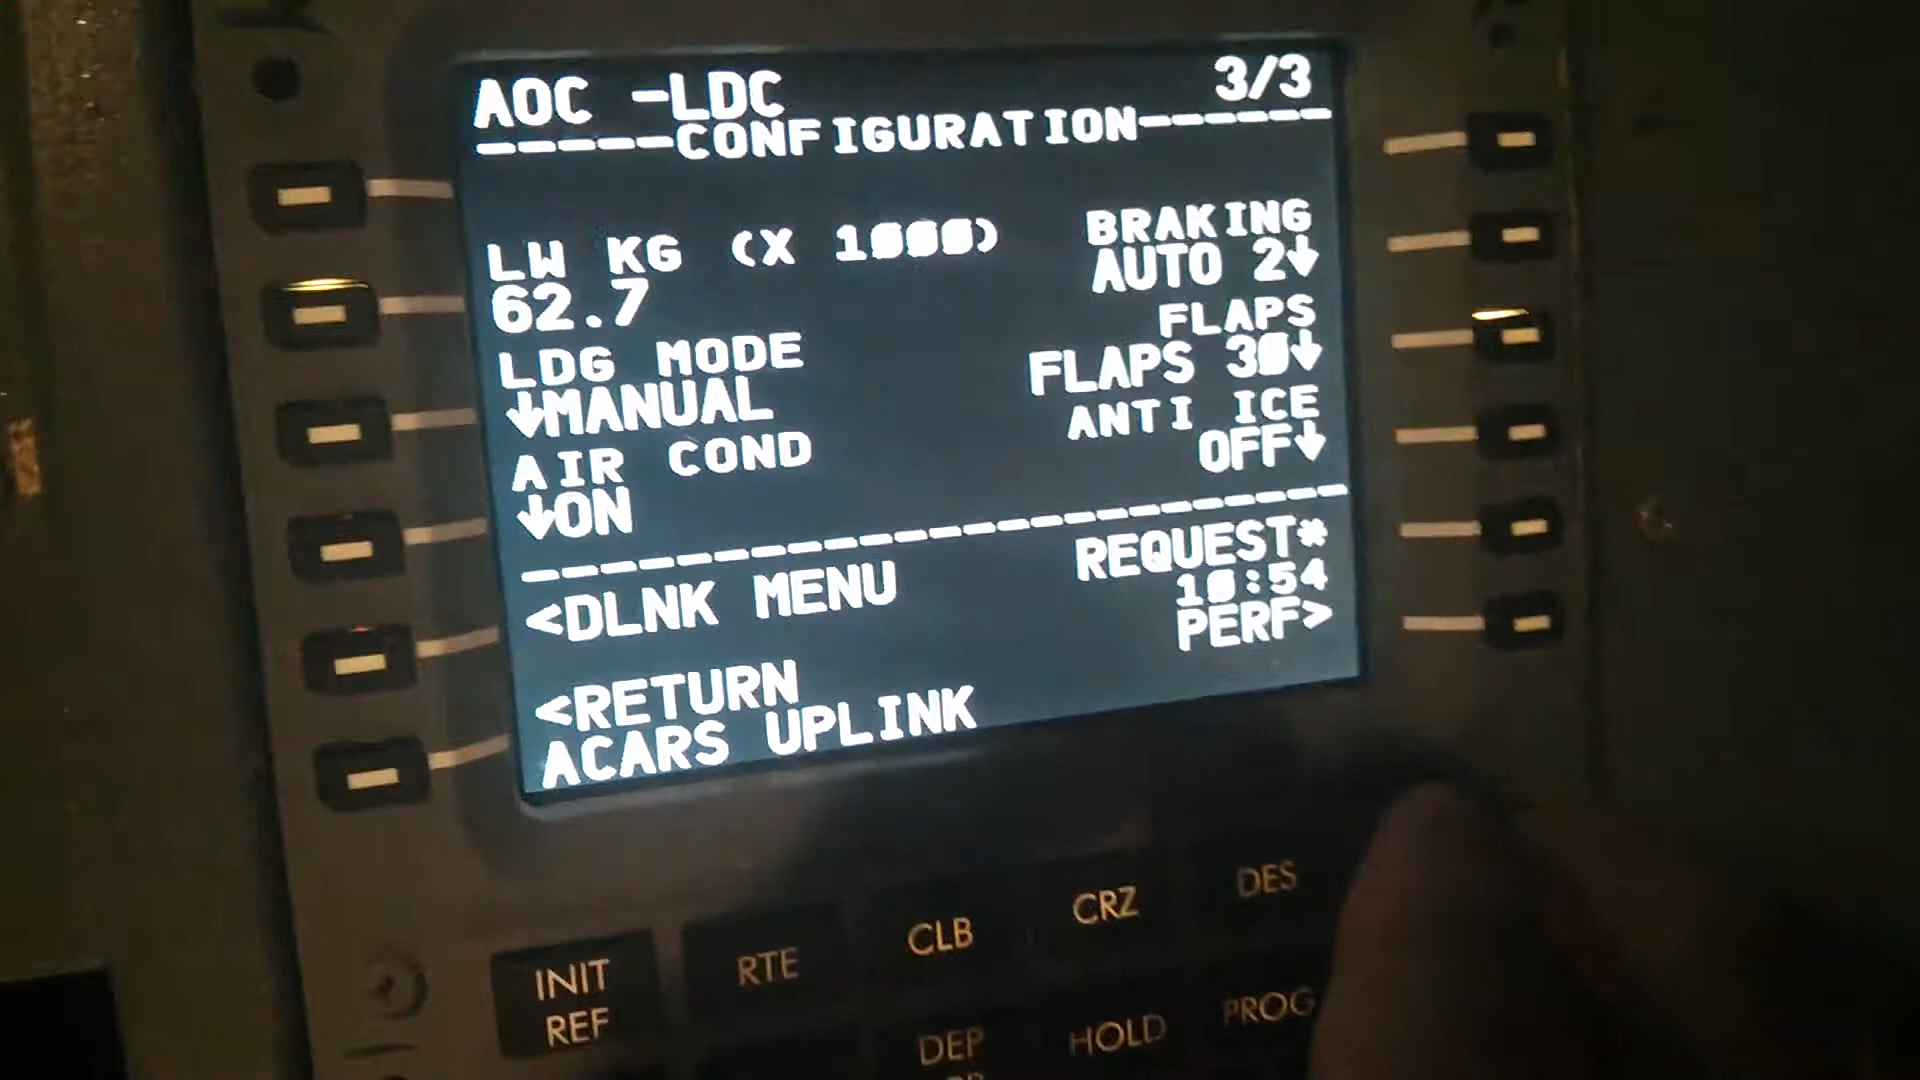 AOC -LDC 3/3
-----CONFIGURATION------
LW KG (X 1000) BRAKING
62.7 AUTO 2↓
LDG MODE FLAPS
↓MANUAL FLAPS 30↓
AIR COND ANTI ICE
↓ON OFF↓
------------------------
<DLNK MENU REQUEST*
10:54
<RETURN PERF>
ACARS UPLINK
INIT REF
RTE
CLB
CRZ
DES
DEP
HOLD
PROG